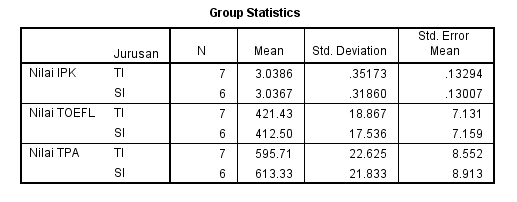 Group Statistics
Jurusan N Mean Std. Deviation Std. Error Mean
Nilai IPK TI 7 3.0386 .35173 .13294
SI 6 3.0367 .31860 .13007
Nilai TOEFL TI 7 421.43 18.867 7.131
SI 6 412.50 17.536 7.159
Nilai TPA TI 7 595.71 22.625 8.552
SI 6 613.33 21.833 8.913